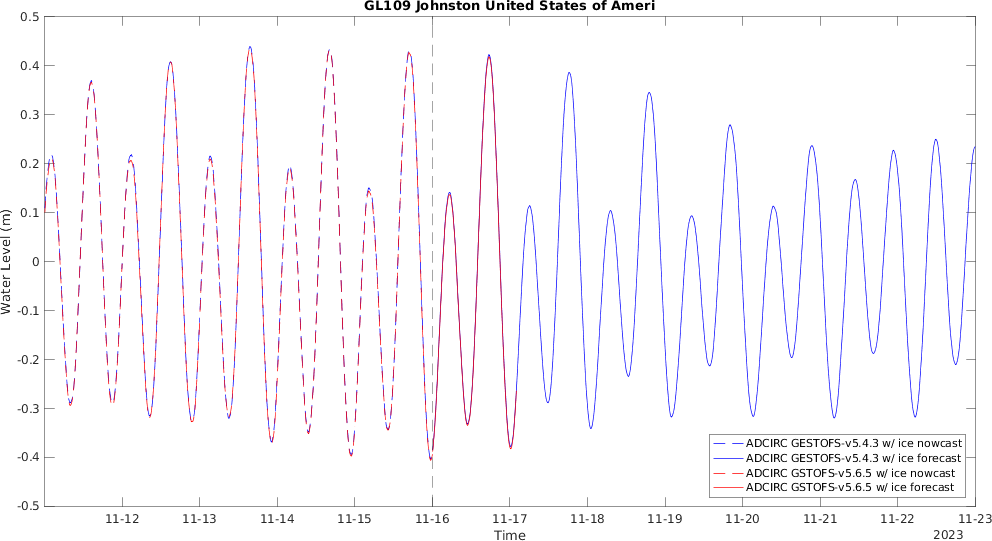 GL109 Johnston United States of Ameri
0.5
0.4
0.3
0.2
0.1
0
-0.1
-0.2
-0.3
-0.4
-0.5
Water Level (m)
ADCIRC GESTOFS-v5.4.3 w/ ice nowcast
ADCIRC GESTOFS-v5.4.3 w/ ice forecast
ADCIRC GSTOFS-v5.6.5 w/ ice nowcast
ADCIRC GSTOFS-v5.6.5 w/ ice forecast
11-12 11-13 11-14 11-15 11-16 11-17 11-18 11-19 11-20 11-21 11-22 11-23
Time
2023